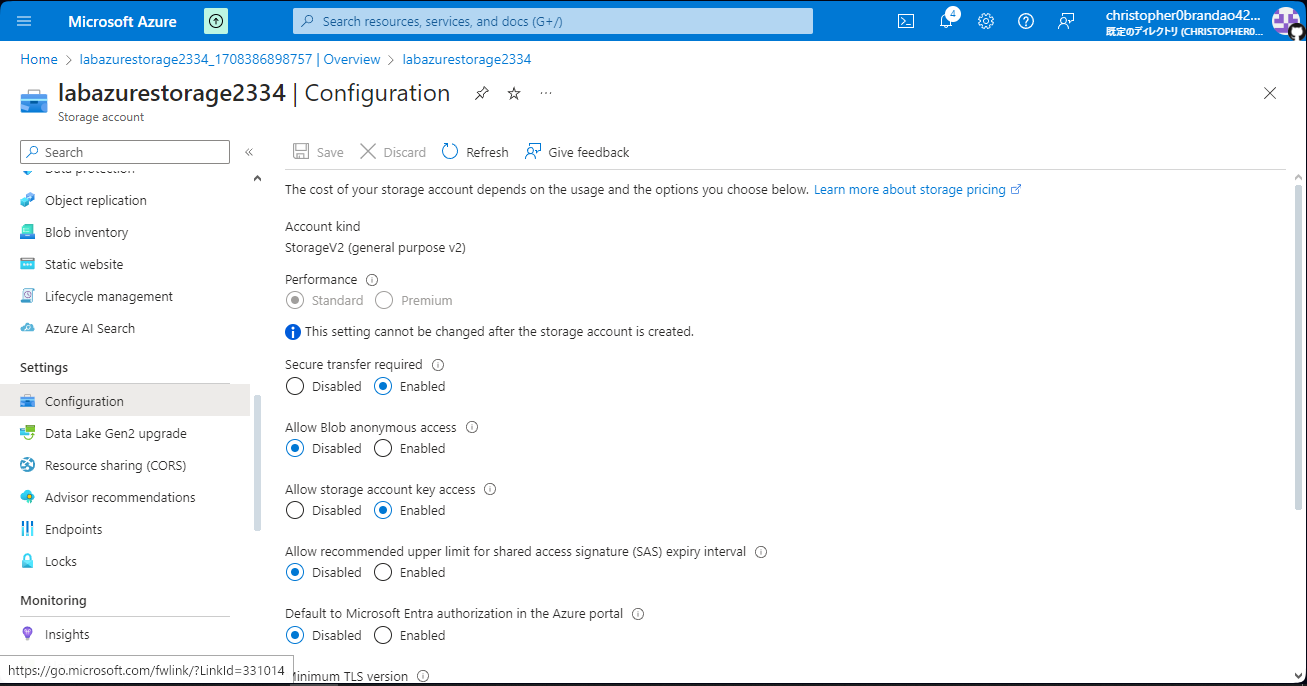 Microsoft Azure
Search resources, services, and docs (G+/)
4
christopher0brandao42...
既定のディレクトリ (CHRISTOPHER0...
Home > labazurestorage2334_1708386898757 | Overview > labazurestorage2334
labazurestorage2334 | Configuration
Storage account
Search
Data protection
Object replication
Blob inventory
Static website
Lifecycle management
Azure AI Search
Settings
Configuration
Data Lake Gen2 upgrade
Resource sharing (CORS)
Advisor recommendations
Endpoints
Locks
Monitoring
Insights
https://go.microsoft.com/fwlink/?LinkId=331014
Save Discard Refresh Give feedback
The cost of your storage account depends on the usage and the options you choose below. Learn more about storage pricing
Account kind
StorageV2 (general purpose v2)
Performance
Standard Premium
This setting cannot be changed after the storage account is created.
Secure transfer required
Disabled Enabled
Allow Blob anonymous access
Disabled Enabled
Allow storage account key access
Disabled Enabled
Allow recommended upper limit for shared access signature (SAS) expiry interval
Disabled Enabled
Default to Microsoft Entra authorization in the Azure portal
Disabled Enabled
Minimum TLS version